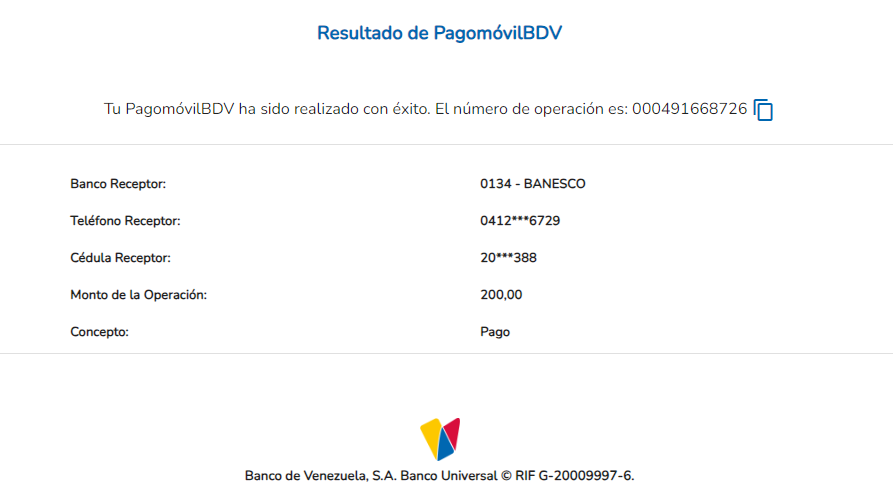 Resultado de PagomóvilBDV
Tu PagomóvilBDV ha sido realizado con éxito. El número de operación es: 000491668726
Banco Receptor: 0134 - BANESCO
Teléfono Receptor: 0412***6729
Cédula Receptor: 20***388
Monto de la Operación: 200,00
Concepto: Pago
Banco de Venezuela, S.A. Banco Universal © RIF G-20009997-6.